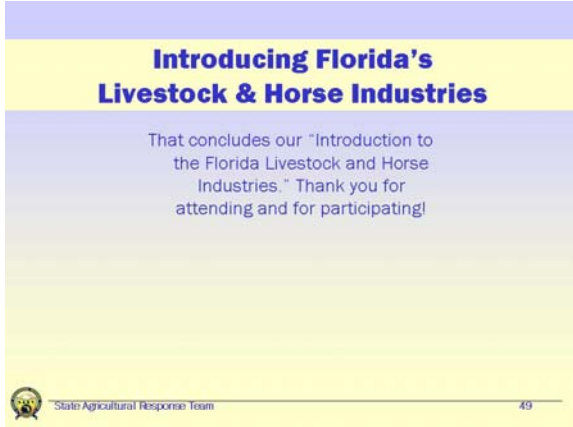 Introducing Florida's
Livestock & Horse Industries
That concludes our "Introduction to
the Florida Livestock and Horse
Industries." Thank you for
attending and for participating!
State Agricultural Response Team
49